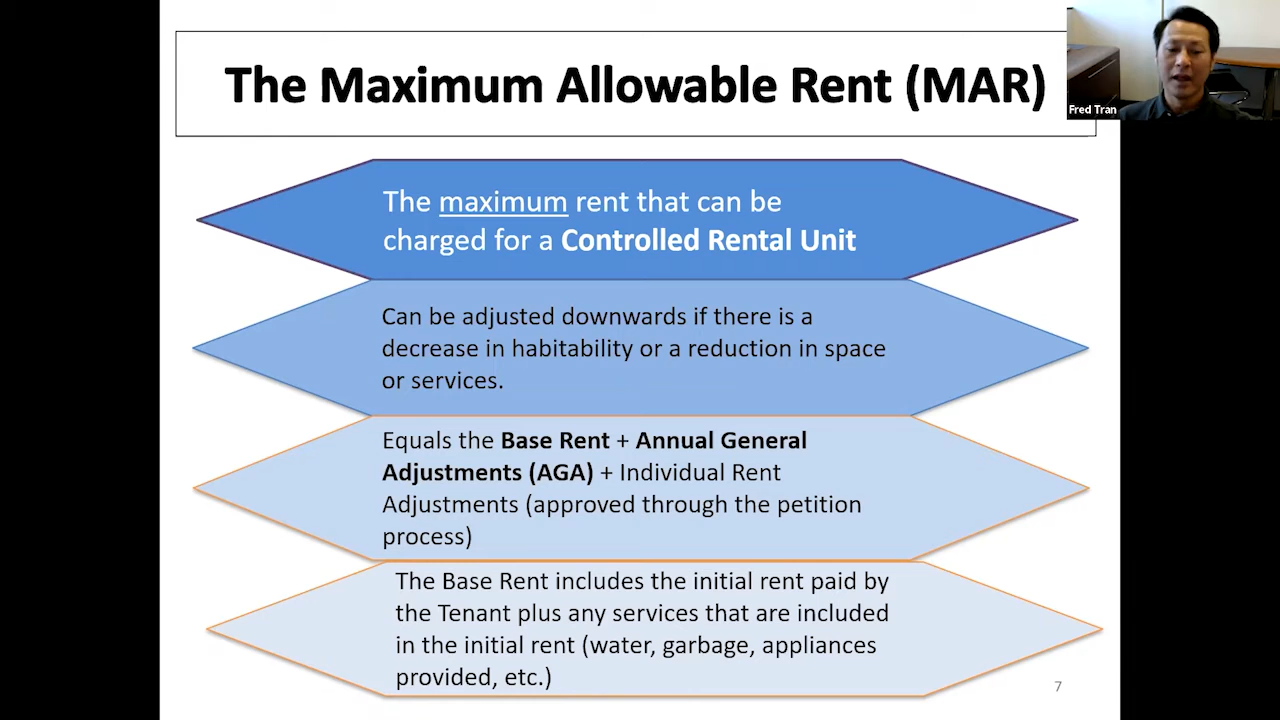 The Maximum Allowable Rent (MAR)
Fred Tran
The maximum rent that can be
charged for a Controlled Rental Unit
Can be adjusted downwards if there is a
decrease in habitability or a reduction in space
or services.
Equals the Base Rent + Annual General
Adjustments (AGA) + Individual Rent
Adjustments (approved through the petition
process)
The Base Rent includes the initial rent paid by
the Tenant plus any services that are included
in the initial rent (water, garbage, appliances
provided, etc.)
7